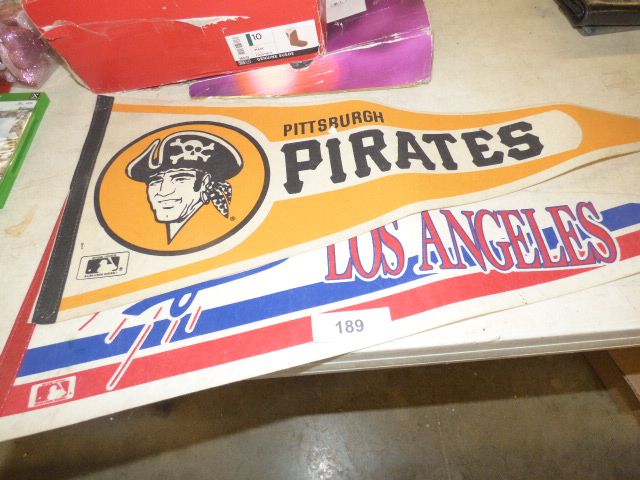 10
PITTSBURGH
PIRATES
LOS ANGELES
189